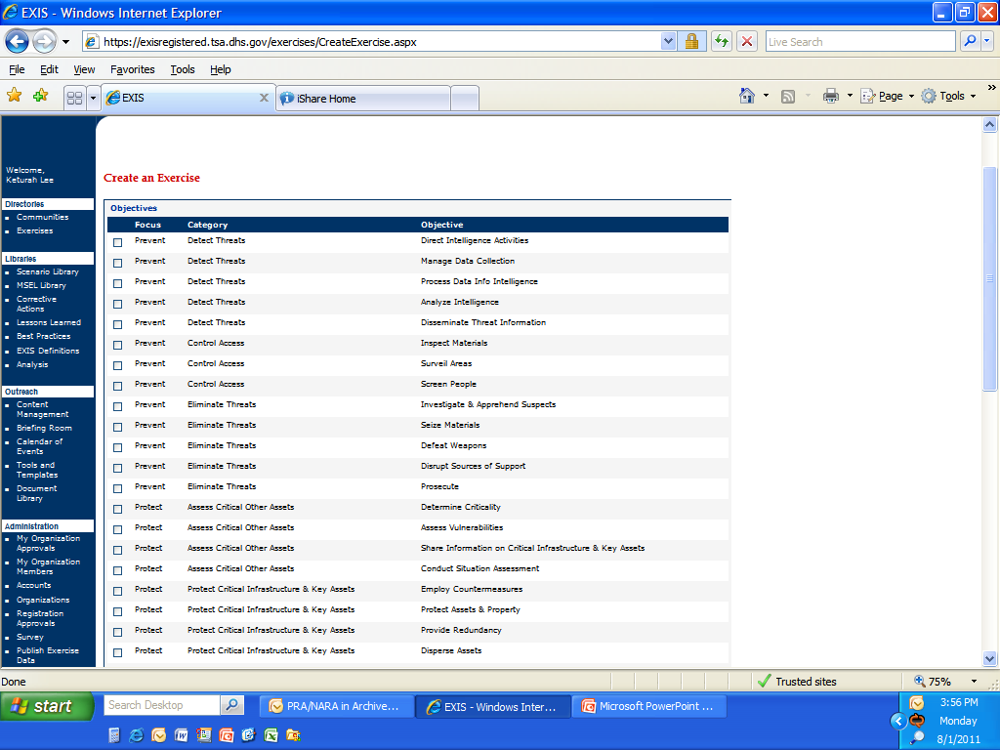 EXIS - Windows Internet Explorer
https://exisregistered.tsa.dhs.gov/exercises/CreateExercise.aspx
Live Search
File Edit View Favorites Tools Help
EXIS
iShare Home
Page Tools
Welcome,
Keturah Lee
Directories
Communities
Exercises
Libraries
Scenario Library
MSEL Library
Corrective
Actions
Lessons Learned
Best Practices
EXIS Definitions
Analysis
Outreach
Content
Management
Briefing Room
Calendar of
Events
Tools and
Templates
Document
Library
Administration
My Organization
Approvals
My Organization
Members
Accounts
Organizations
Registration
Approvals
Survey
Publish Exercise
Data
Create an Exercise
Objectives
Focus Category Objective
Prevent Detect Threats Direct Intelligence Activities
Prevent Detect Threats Manage Data Collection
Prevent Detect Threats Process Data Info Intelligence
Prevent Detect Threats Analyze Intelligence
Prevent Detect Threats Disseminate Threat Information
Prevent Control Access Inspect Materials
Prevent Control Access Surveil Areas
Prevent Control Access Screen People
Prevent Eliminate Threats Investigate & Apprehend Suspects
Prevent Eliminate Threats Seize Materials
Prevent Eliminate Threats Defeat Weapons
Prevent Eliminate Threats Disrupt Sources of Support
Prevent Eliminate Threats Prosecute
Protect Assess Critical Other Assets Determine Criticality
Protect Assess Critical Other Assets Assess Vulnerabilities
Protect Assess Critical Other Assets Share Information on Critical Infrastructure & Key Assets
Protect Assess Critical Other Assets Conduct Situation Assessment
Protect Protect Critical Infrastructure & Key Assets Employ Countermeasures
Protect Protect Critical Infrastructure & Key Assets Protect Assets & Property
Protect Protect Critical Infrastructure & Key Assets Provide Redundancy
Protect Protect Critical Infrastructure & Key Assets Disperse Assets
Done
Trusted sites
75%
start
Search Desktop
PRA/NARA in Archive...
EXIS - Windows Inter...
Microsoft PowerPoint ...
3:56 PM
Monday
8/1/2011